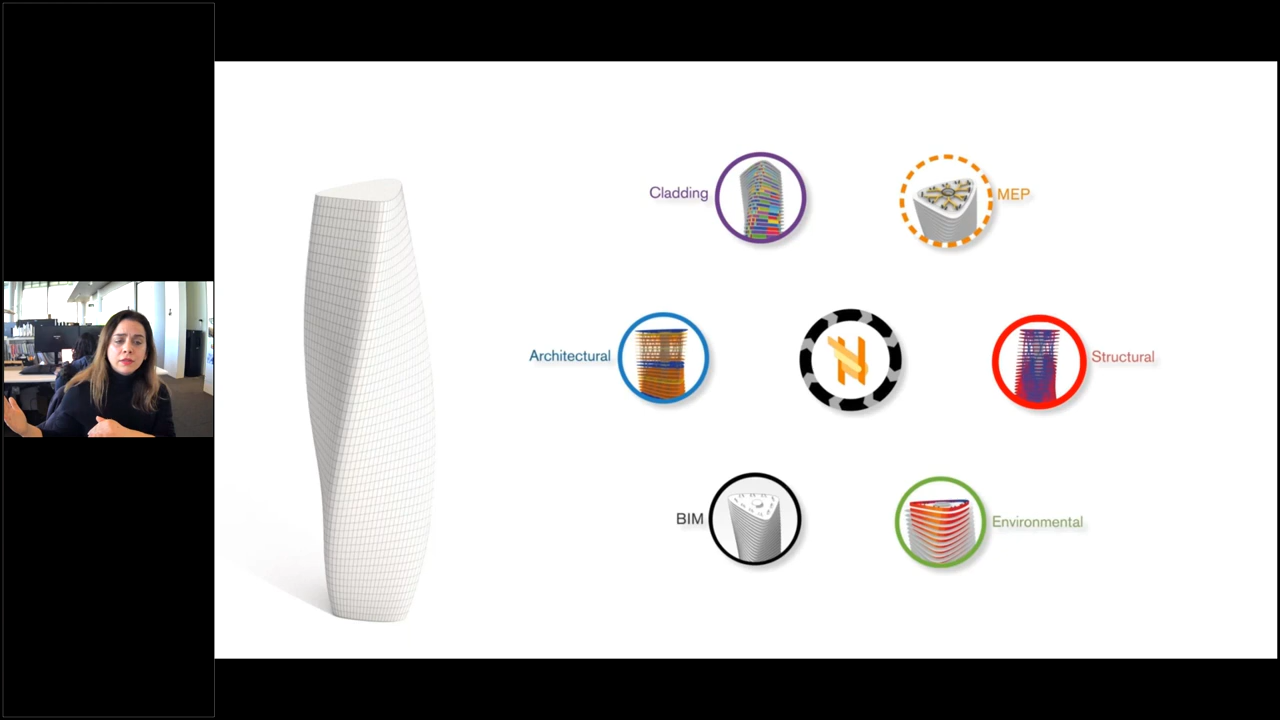 Cladding
MEP
Architectural
Structural
BIM
Environmental